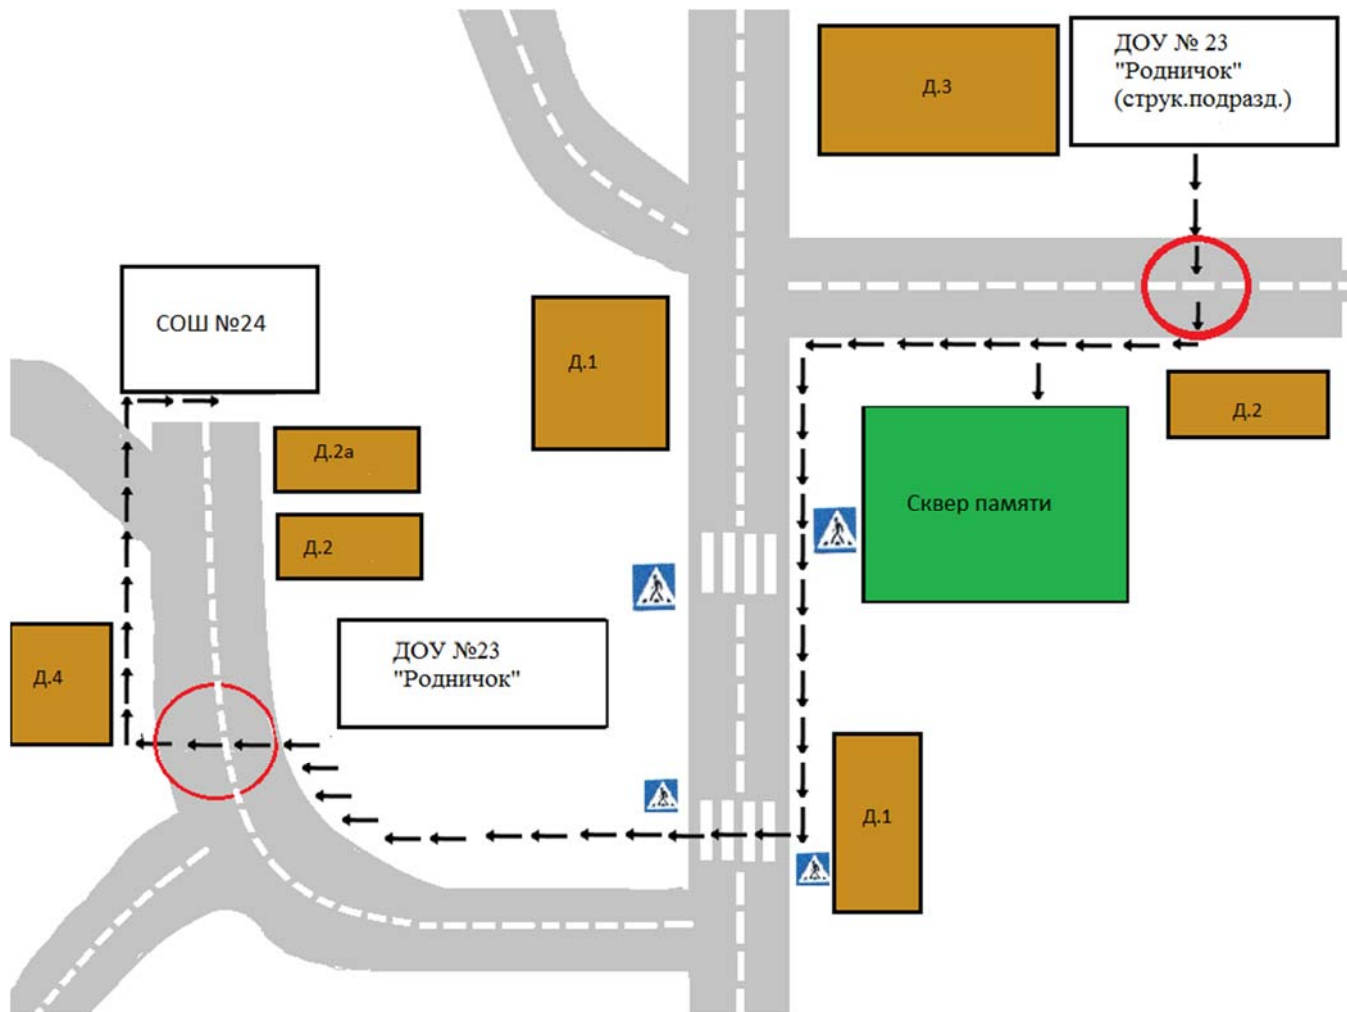 Д.3
ДОУ № 23
"Родничок"
(струк.подразд.)
СОШ №24
Д.1
Д.2
Д.2а
Сквер памяти
Д.2
Д.4
ДОУ №23
"Родничок"
Д.1